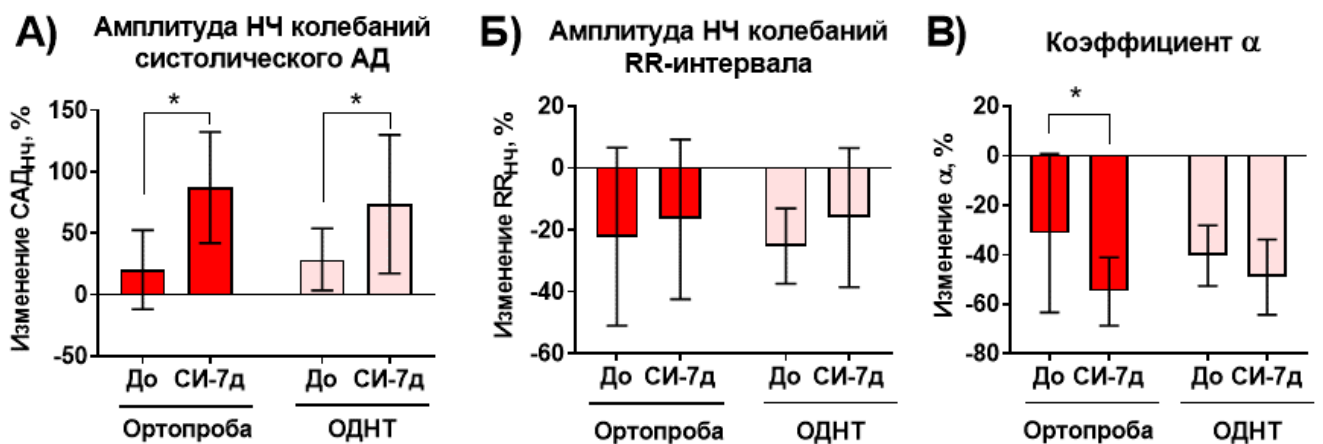 А) Амплитуда НЧ колебаний
систолического АД
Изменение САДНЧ, %
150
100
50
0
-50
*
*
До СИ-7д До СИ-7д
Ортопроба ОДНТ
Б) Амплитуда НЧ колебаний
RR-интервала
Изменение RRНЧ, %
20
0
-20
-40
-60
До СИ-7д До СИ-7д
Ортопроба ОДНТ
В) Коэффициент α
Изменение α, %
20
0
-20
-40
-60
-80
*
До СИ-7д До СИ-7д
Ортопроба ОДНТ